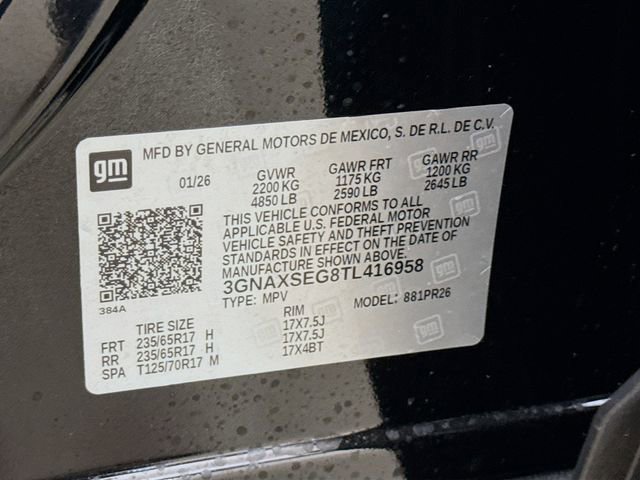 gm
MFD BY GENERAL MOTORS DE MEXICO, S. DE R.L. DE C.V.
01/26 GVWR GAWR FRT GAWR RR
2200 KG 1175 KG 1200 KG
4850 LB 2590 LB 2645 LB
THIS VEHICLE CONFORMS TO ALL
APPLICABLE U.S. FEDERAL MOTOR
VEHICLE SAFETY AND THEFT PREVENTION
STANDARDS IN EFFECT ON THE DATE OF
MANUFACTURE SHOWN ABOVE.
3GNAXSEG8TL416958
384A
TYPE: MPV MODEL: 881PR26
TIRE SIZE RIM
FRT 235/65R17 H 17X7.5J
RR 235/65R17 H 17X7.5J
SPA T125/70R17 M 17X4BT